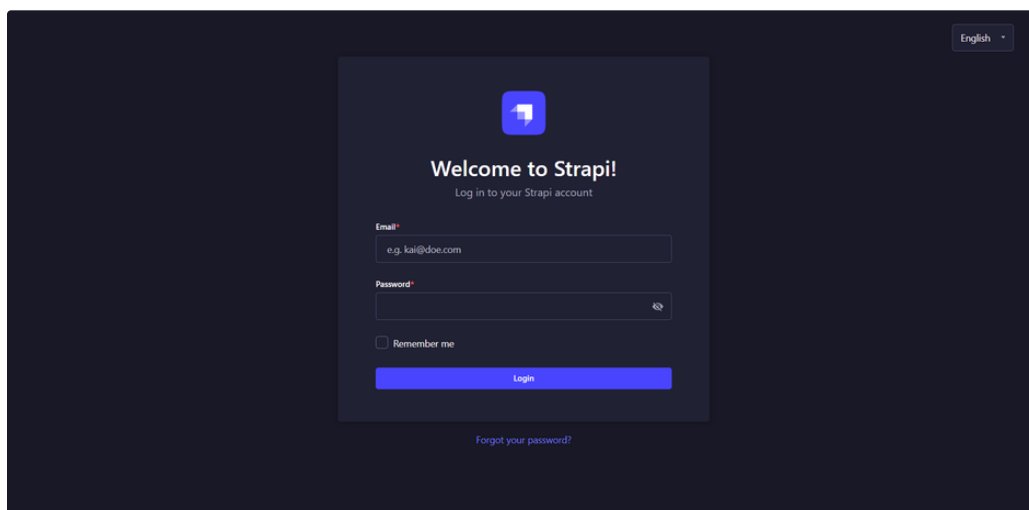 English
Welcome to Strapi!
Log in to your Strapi account
Email*
e.g. kai@doe.com
Password*
Remember me
Login
Forgot your password?